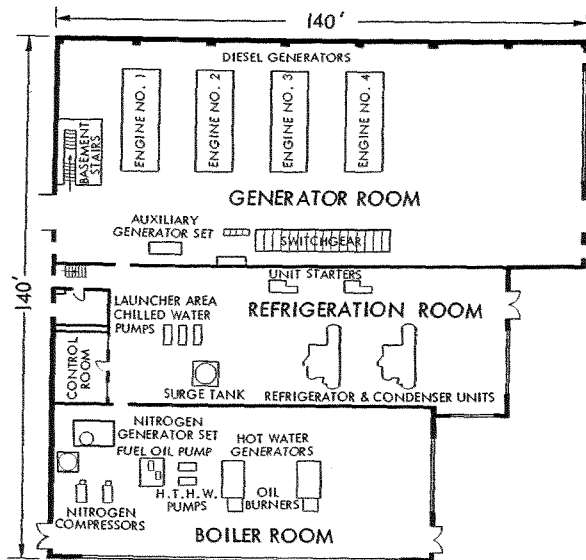 140'
DIESEL GENERATORS
ENGINE NO. 1
ENGINE NO. 2
ENGINE NO. 3
ENGINE NO. 4
BASEMENT
STAIRS
GENERATOR ROOM
AUXILIARY
GENERATOR SET
SWITCHGEAR
140'
UNIT STARTERS
LAUNCHER AREA
CHILLED WATER
PUMPS
REFRIGERATION ROOM
CONTROL
ROOM
SURGE TANK
REFRIGERATOR & CONDENSER UNITS
NITROGEN
GENERATOR SET
FUEL OIL PUMP
HOT WATER
GENERATORS
H.T.H.W.
PUMPS
OIL
BURNERS
NITROGEN
COMPRESSORS
BOILER ROOM